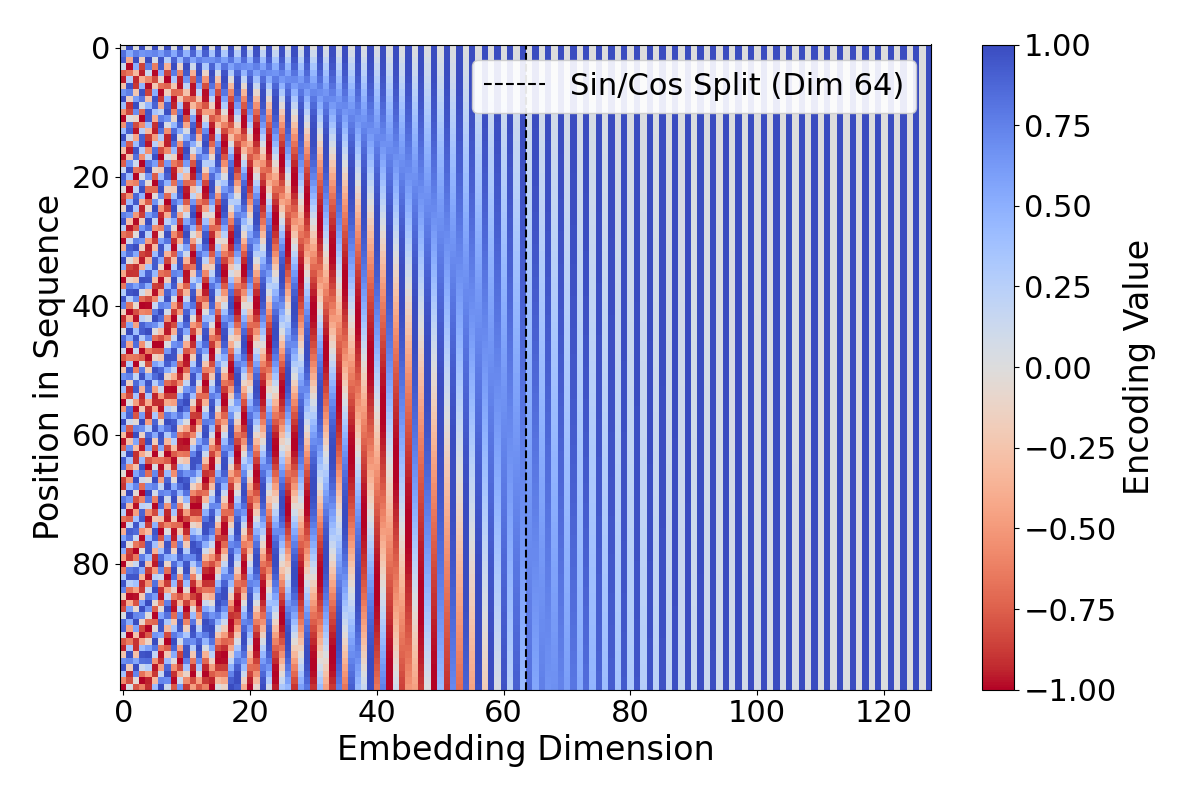 Sin/Cos Split (Dim 64)
0
20
40
60
80
Position in Sequence
0 20 40 60 80 100 120
Embedding Dimension
1.00
0.75
0.50
0.25
0.00
−0.25
−0.50
−0.75
−1.00
Encoding Value